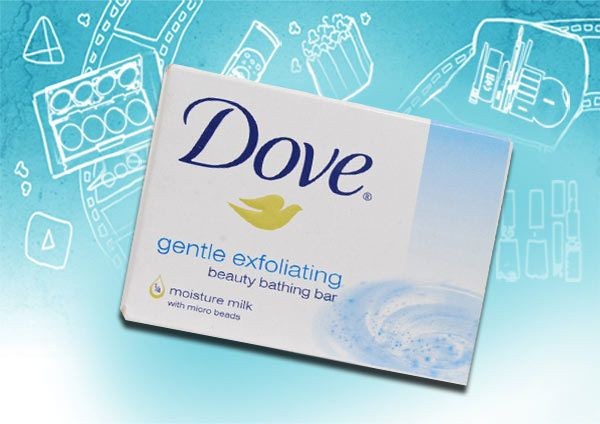 Dove®
gentle exfoliating
beauty bathing bar
moisture milk
with micro beads